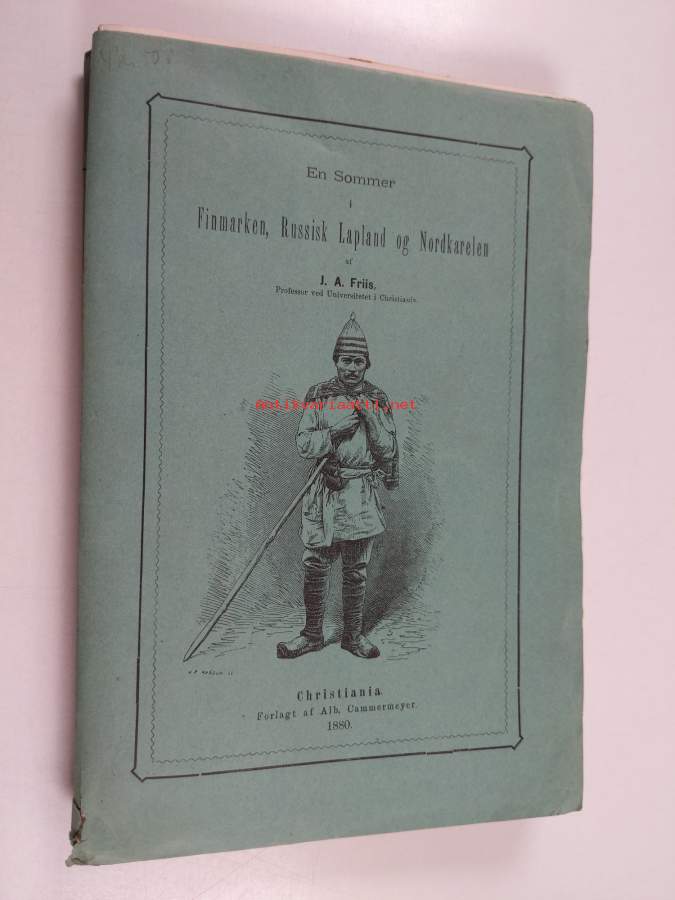 En Sommer
i
Finmarken, Russisk Lapland og Nordkarelen
af
J. A. Friis,
Professor ved Universitetet i Christiania.
Antikvariaatti.net
Christiania.
Forlagt af Alb. Cammermeyer.
1880.